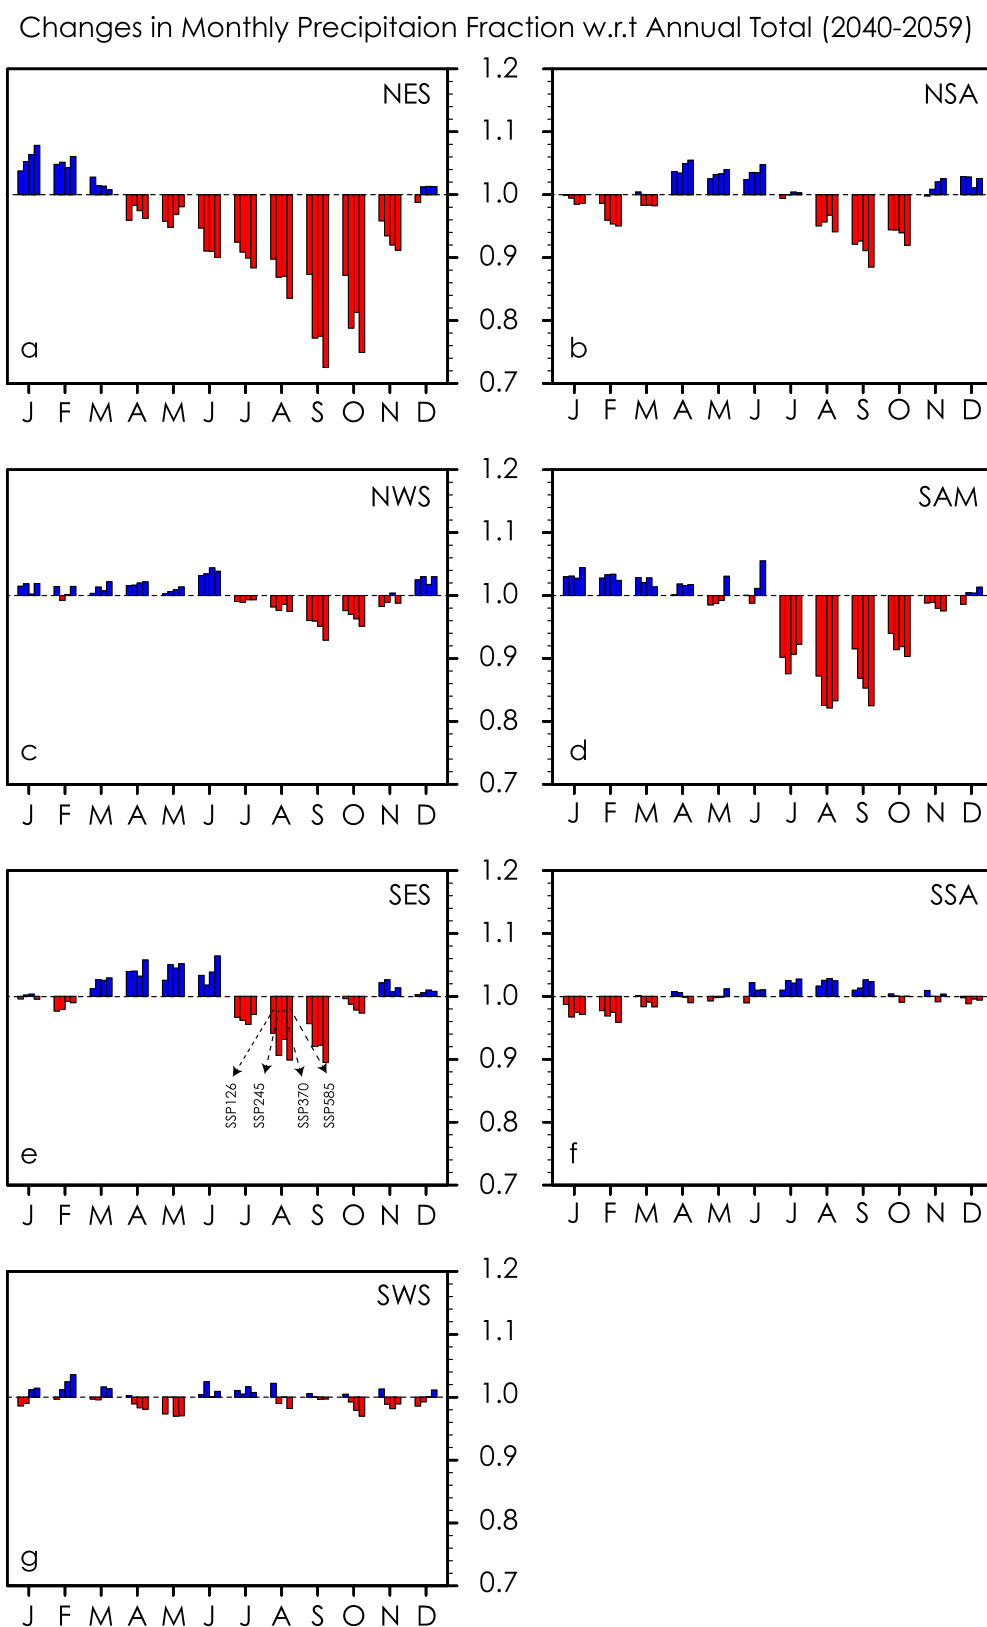 Changes in Monthly Precipitaion Fraction w.r.t Annual Total (2040-2059)
NES
1.2
1.1
1.0
0.9
0.8
0.7
a
J F M A M J J A S O N D
NSA
b
J F M A M J J A S O N D
NWS
1.2
1.1
1.0
0.9
0.8
0.7
c
J F M A M J J A S O N D
SAM
d
J F M A M J J A S O N D
SES
1.2
1.1
1.0
0.9
0.8
0.7
SSP126
SSP245
SSP370
SSP585
e
J F M A M J J A S O N D
SSA
f
J F M A M J J A S O N D
SWS
1.2
1.1
1.0
0.9
0.8
0.7
g
J F M A M J J A S O N D